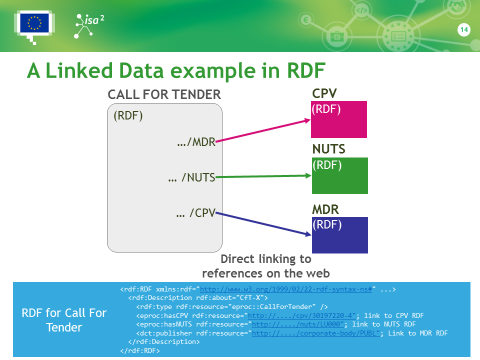 isa²
14
A Linked Data example in RDF
CALL FOR TENDER
(RDF)
.../MDR
... /NUTS
... /CPV
CPV
(RDF)
NUTS
(RDF)
MDR
(RDF)
Direct linking to
references on the web
RDF for Call For
Tender
<rdf:RDF xmlns:rdf="http://www.w3.org/1999/02/22-rdf-syntax-ns#" ...>
<rdf:Description rdf:about="CfT-X">
<rdf:type rdf:resource="eproc::CallForTender" />
<eproc:hasCPV rdf:resource="http://..../cpv/30197220-4"; link to CPV RDF
<eproc:hasNUTS rdf:resource="http://..../nuts/LU000"; link to NUTS RDF
<dct:publisher rdf:resource="http://..../corporate-body/PUBL"; Link to MDR RDF
</rdf:Description>
</rdf:RDF>